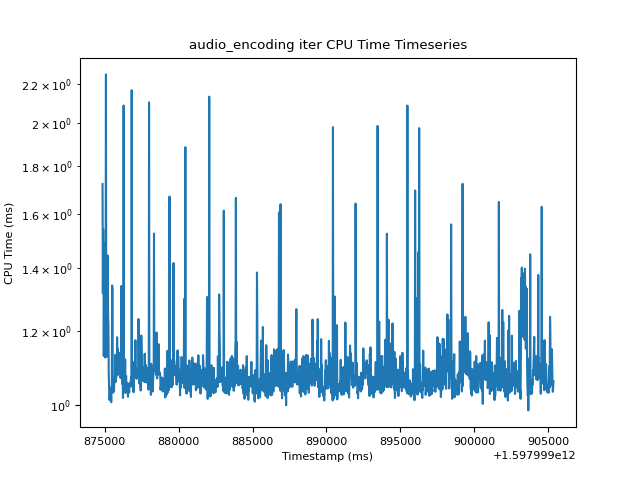 audio_encoding iter CPU Time Timeseries
CPU Time (ms)
2.2 × 10⁰
2 × 10⁰
1.8 × 10⁰
1.6 × 10⁰
1.4 × 10⁰
1.2 × 10⁰
10⁰
875000 880000 885000 890000 895000 900000 905000
Timestamp (ms)
+1.597999e12